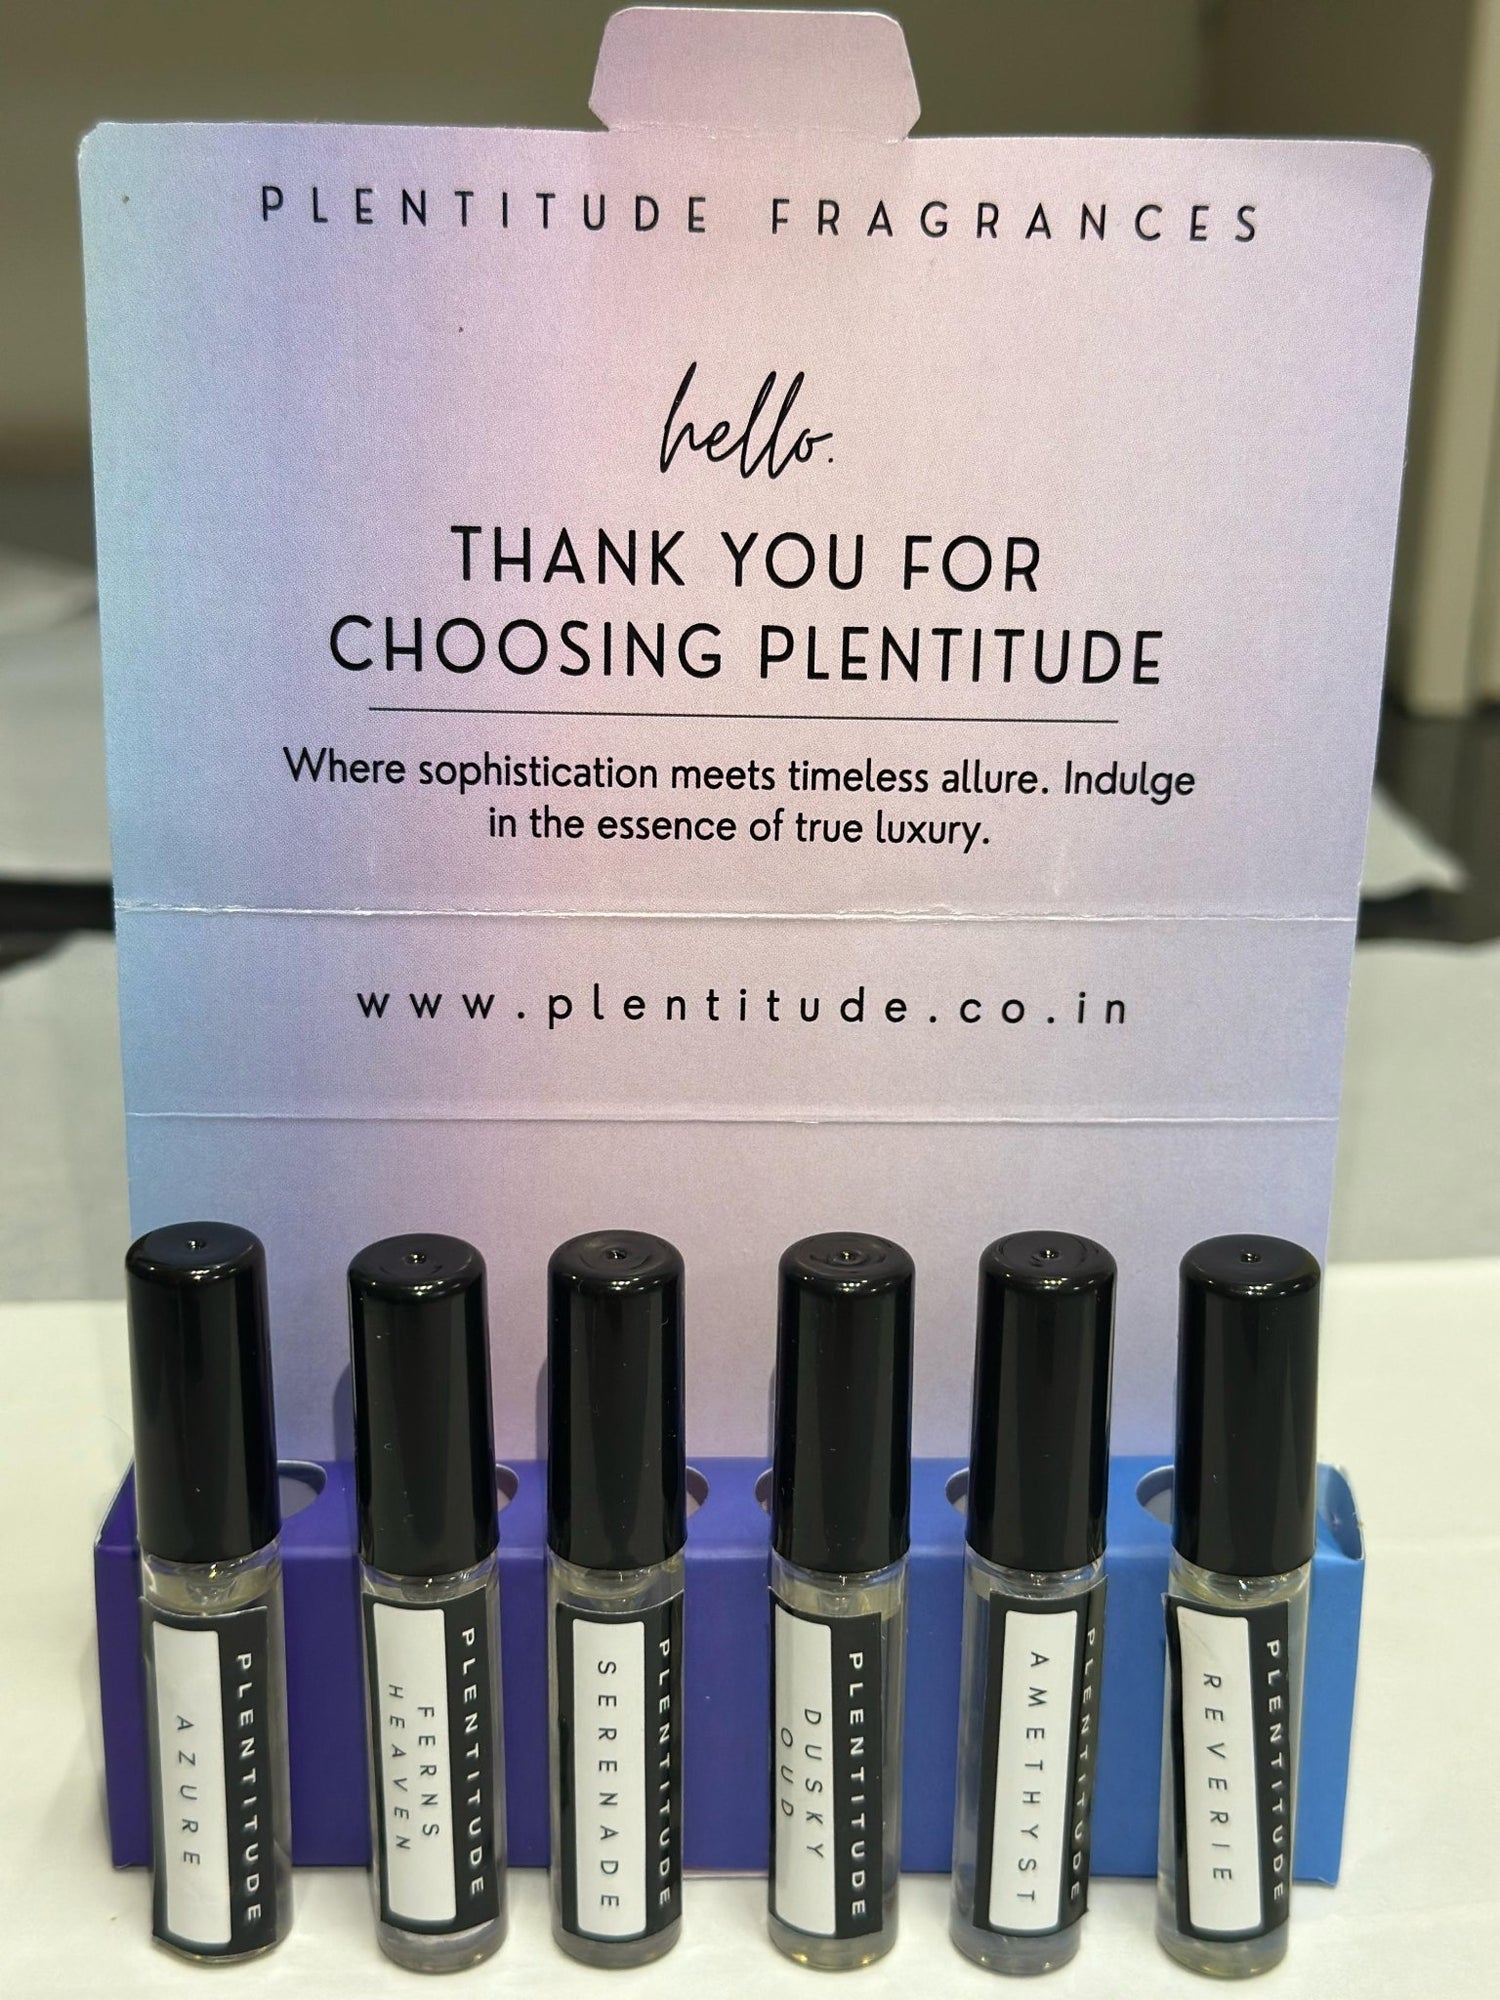 PLENTITUDE FRAGRANCES
hello.
THANK YOU FOR
CHOOSING PLENTITUDE
Where sophistication meets timeless allure. Indulge
in the essence of true luxury.
www.plentitude.co.in
PLENTITUDE
AZURE
PLENTITUDE
FERNS
HEAVEN
PLENTITUDE
SERENADE
PLENTITUDE
DUSKY
OUD
PLENTITUDE
AMETHYST
PLENTITUDE
REVERIE